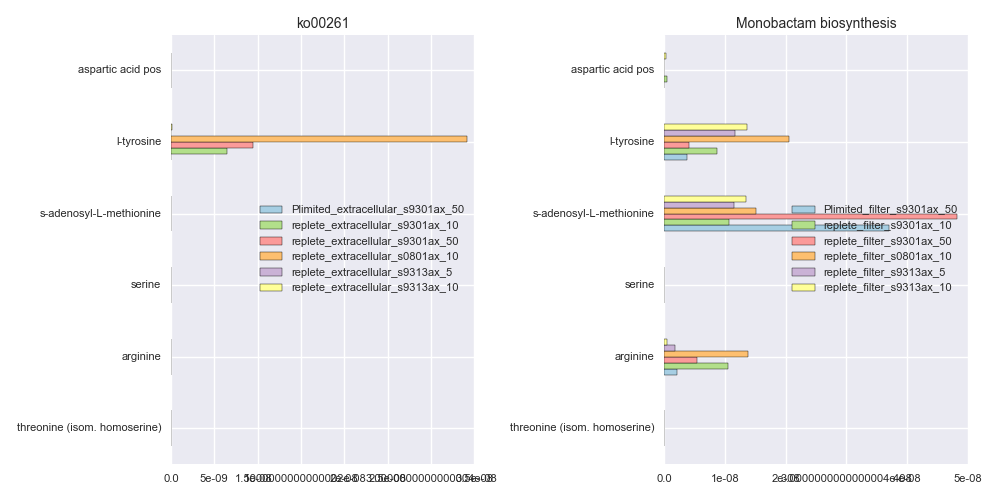 ko00261
aspartic acid pos
l-tyrosine
s-adenosyl-L-methionine
serine
arginine
threonine (isom. homoserine)
Plimited_extracellular_s9301ax_50
replete_extracellular_s9301ax_10
replete_extracellular_s9301ax_50
replete_extracellular_s0801ax_10
replete_extracellular_s9313ax_5
replete_extracellular_s9313ax_10
0.0 5e-09
Monobactam biosynthesis
aspartic acid pos
l-tyrosine
s-adenosyl-L-methionine
serine
arginine
threonine (isom. homoserine)
Plimited_filter_s9301ax_50
replete_filter_s9301ax_10
replete_filter_s9301ax_50
replete_filter_s0801ax_10
replete_filter_s9313ax_5
replete_filter_s9313ax_10
0.0 1e-08 5e-08